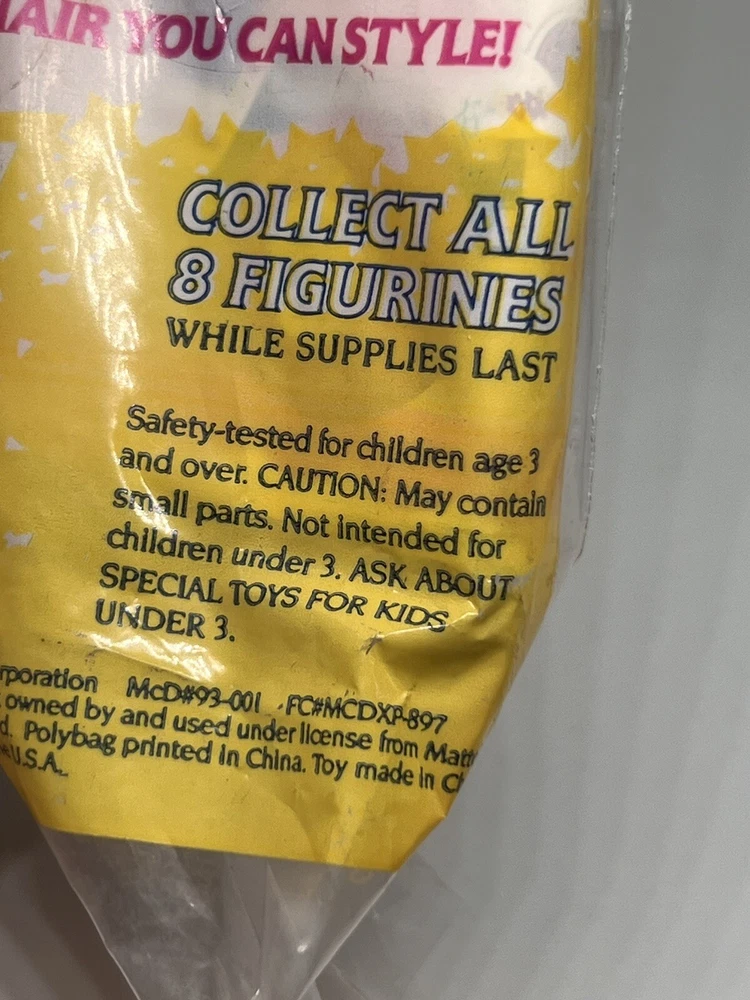 HAIR YOU CAN STYLE!
COLLECT ALL
8 FIGURINES
WHILE SUPPLIES LAST
Safety-tested for children age 3
and over. CAUTION: May contain
small parts. Not intended for
children under 3. ASK ABOUT
SPECIAL TOYS FOR KIDS
UNDER 3.
rporation McD#93-001 FC#MCDXP-897
owned by and used under license from Matt
d. Polybag printed in China. Toy made in Ch
U.S.A.